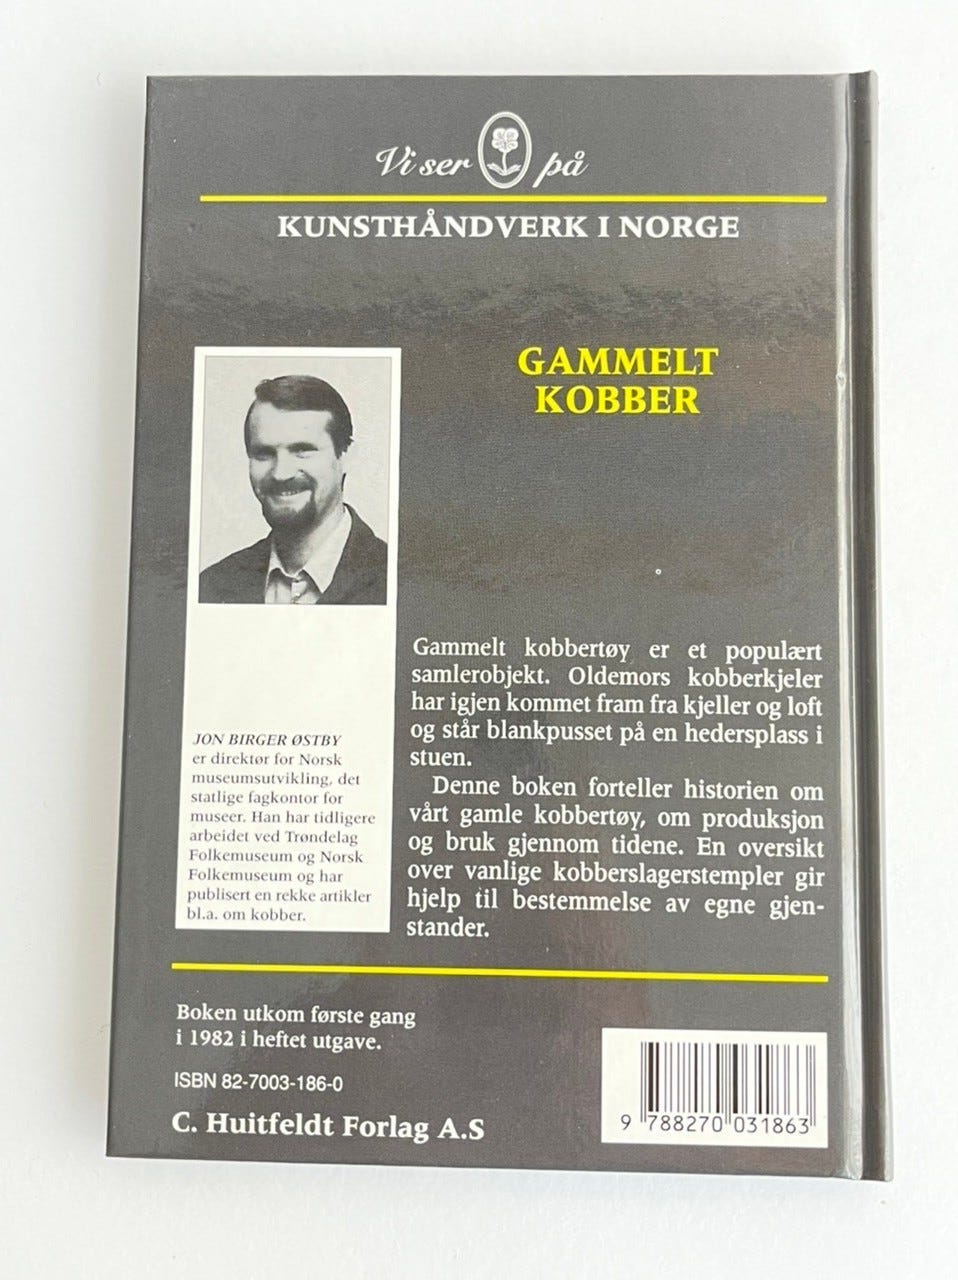 Vi ser på
KUNSTHÅNDVERK I NORGE
GAMMELT
KOBBER
JON BIRGER ØSTBY
er direktør for Norsk
museumsutvikling, det
statlige fagkontor for
museer. Han har tidligere
arbeidet ved Trøndelag
Folkemuseum og Norsk
Folkemuseum og har
publisert en rekke artikler
bl.a. om kobber.
Gammelt kobbertøy er et populært
samlerobjekt. Oldemors kobberkjeler
har igjen kommet fram fra kjeller og loft
og står blankpusset på en hedersplass i
stuen.
Denne boken forteller historien om
vårt gamle kobbertøy, om produksjon
og bruk gjennom tidene. En oversikt
over vanlige kobberslagerstempler gir
hjelp til bestemmelse av egne gjen-
stander.
Boken utkom første gang
i 1982 i heftet utgave.
ISBN 82-7003-186-0
C. Huitfeldt Forlag A.S
9 788270 031863